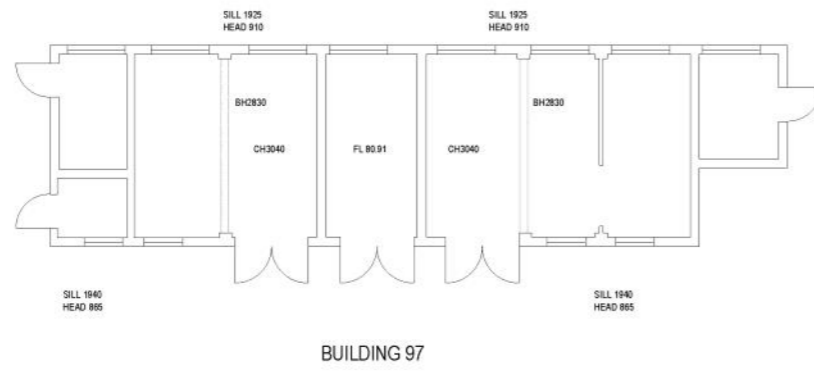 SILL 1925
HEAD 910
SILL 1925
HEAD 910
BH2830
BH2830
CH3040
FL 80.91
CH3040
SILL 1940
HEAD 865
SILL 1940
HEAD 865
BUILDING 97